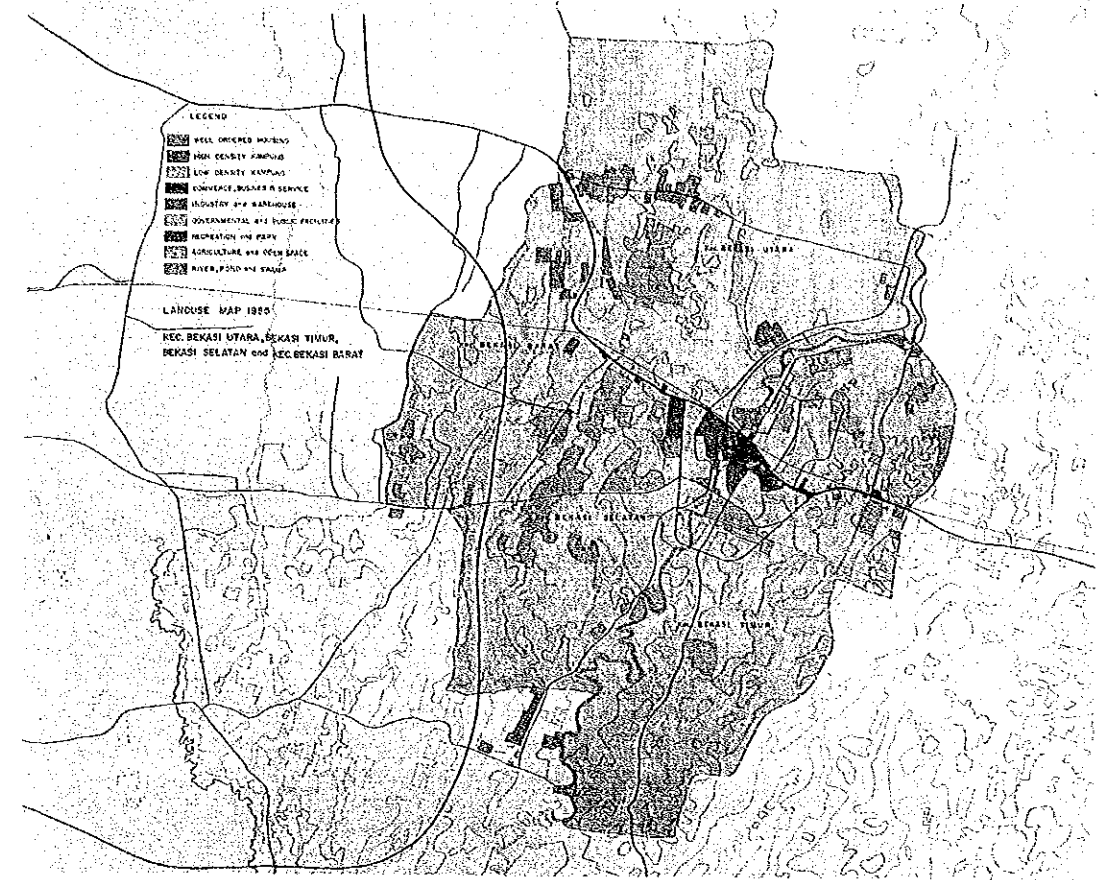 LEGEND
WELL ORDERED HOUSING
HIGH DENSITY KAMPUNG
LOW DENSITY KAMPUNG
COMMERCE, BUSINESS SERVICE
INDUSTRY and WAREHOUSE
GOVERNMENTAL and PUBLIC FACILITIES
RECREATION and PARK
AGRICULTURE and OPEN SPACE
RIVER, POND and
LANDUSE MAP
KEC. BEKASI UTARA, BEKASI TIMUR,
BEKASI SELATAN and KEC. BEKASI BARAT
BEKASI UTARA
BEKASI BARAT
BEKASI SELATAN
BEKASI TIMUR